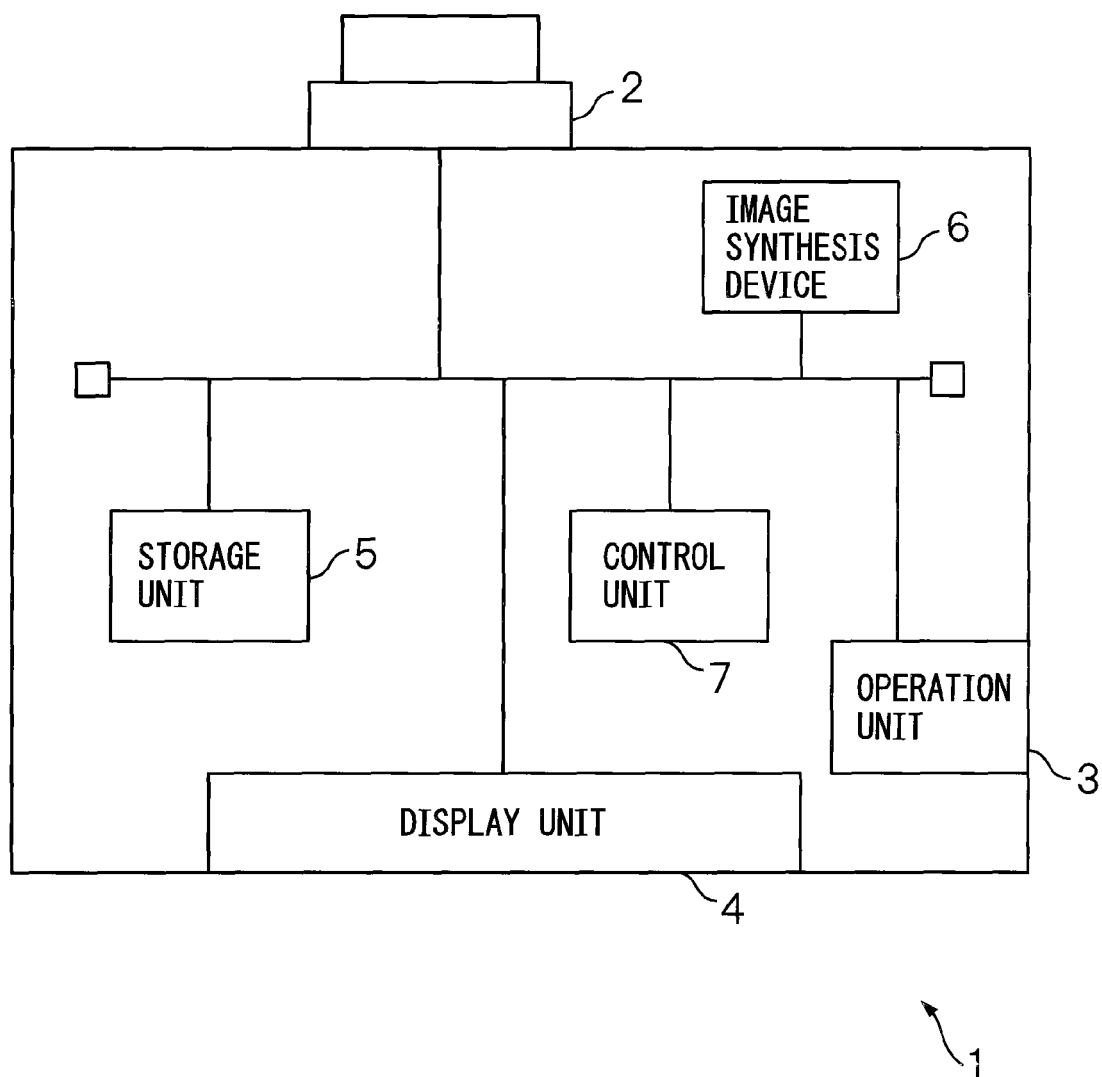 2
IMAGE
SYNTHESIS
DEVICE
6
STORAGE
UNIT
5
CONTROL
UNIT
7
OPERATION
UNIT
3
DISPLAY UNIT
4
1